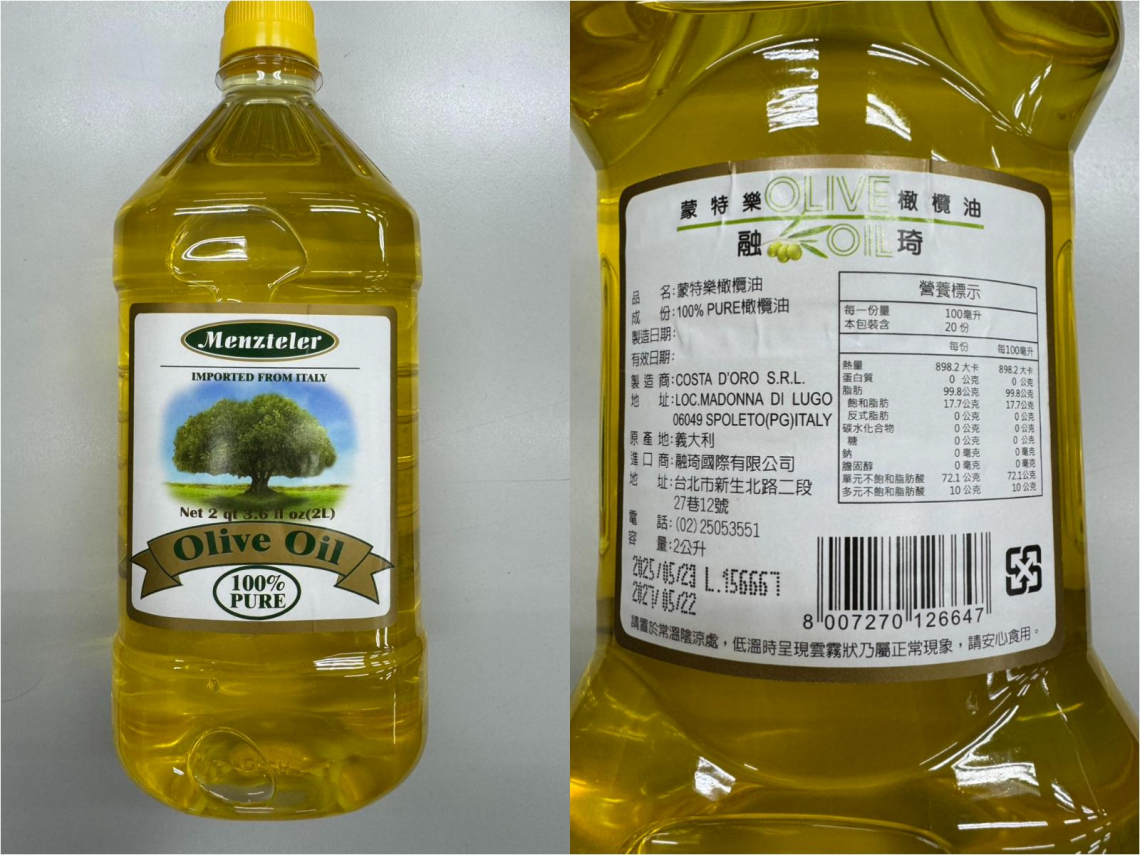 Menzteler
IMPORTED FROM ITALY
Net 2 qt 3.6 fl oz(2L)
Olive Oil
100%
PURE
蒙特樂OLIVE橄欖油
融OIL琦
品名:蒙特樂橄欖油
成份:100% PURE橄欖油
製造日期:
有效日期:
製造商:COSTA D'ORO S.R.L.
地址:LOC.MADONNA DI LUGO
06049 SPOLETO(PG)ITALY
原產地:義大利
進口商:融琦國際有限公司
地址:台北市新生北路二段
27巷12號
電話:(02)25053551
容量:2公升
2025/05/23 L.156667
2027/05/22
營養標示
每一份量 100毫升
本包裝含 20 份
每份 每100毫升
熱量 898.2 大卡 898.2 大卡
蛋白質 0 公克 0 公克
脂肪 99.8公克 99.8公克
飽和脂肪 17.7公克 17.7公克
反式脂肪 0 公克 0 公克
碳水化合物 0 公克 0 公克
糖 0 公克 0 公克
鈉 0 毫克 0 毫克
膽固醇 0 毫克 0 毫克
單元不飽和脂肪酸 72.1 公克 72.1公克
多元不飽和脂肪酸 10 公克 10 公克
8 007270 126647
請置於常溫陰涼處，低溫時呈現雲霧狀乃屬正常現象，請安心食用。